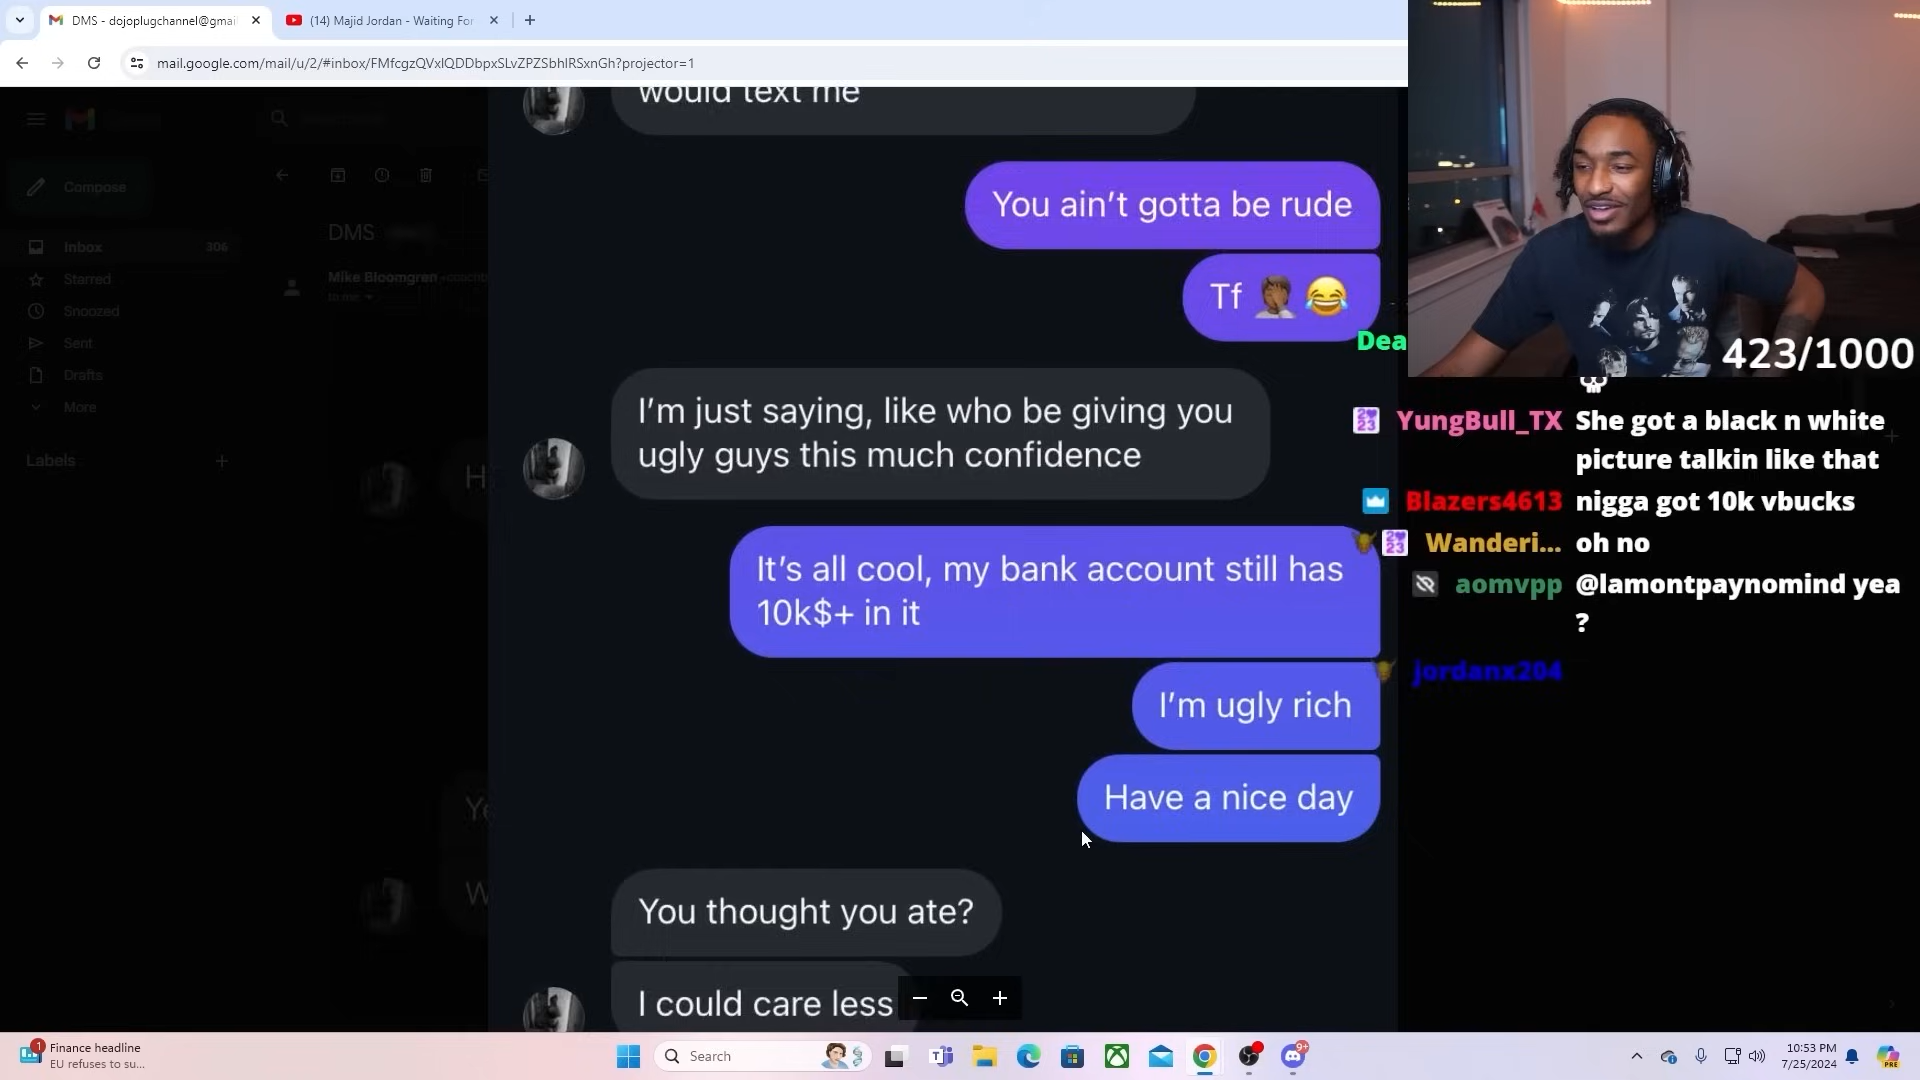 DMS - dojoplugchannel@gmai
(14) Majid Jordan - Waiting For
mail.google.com/mail/u/2/#inbox/FMfcgzQVxlQDDbpxSLvZPZSbhlRSxnGh?projector=1
Compose
Inbox 306
Starred
Snoozed
Sent
Drafts
More
Labels
DMS
Mike Bloomgren
to me
would text me
You ain't gotta be rude
Tf 🤦🏾 😂
I'm just saying, like who be giving you
ugly guys this much confidence
It's all cool, my bank account still has
10k$+ in it
I'm ugly rich
Have a nice day
You thought you ate?
I could care less
423/1000
Dea
YungBull_TX She got a black n white
picture talkin like that
Blazers4613 nigga got 10k vbucks
Wanderi... oh no
aomvpp @lamontpaynomind yea
?
jordanx204
1
Finance headline
EU refuses to su...
Search
9+
10:53 PM
7/25/2024
PRE